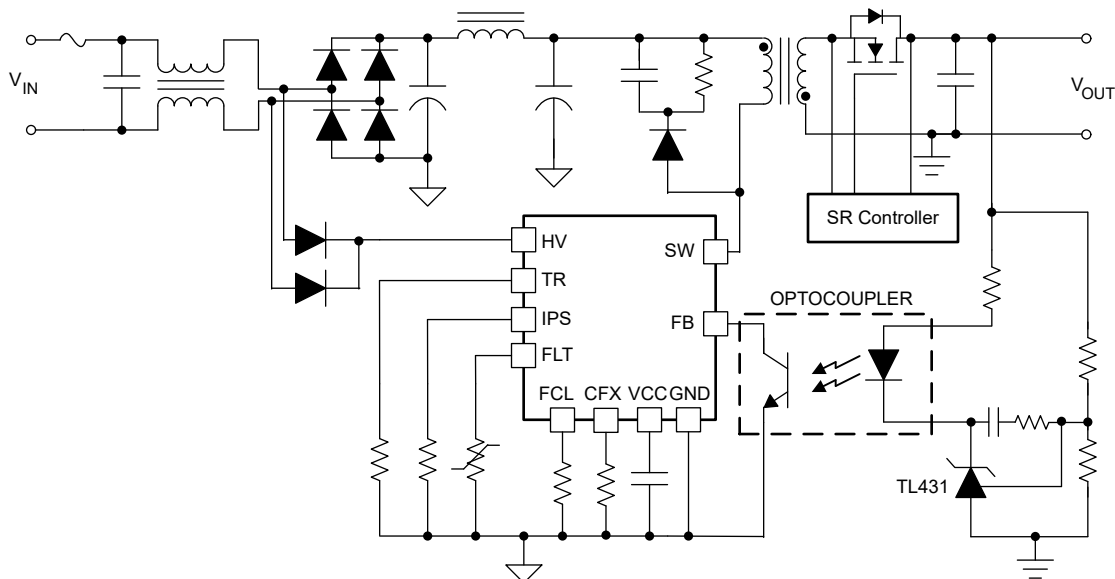 VIN
VOUT
SR Controller
HV
SW
TR
OPTOCOUPLER
IPS
FB
FLT
FCL CFX VCC GND
TL431